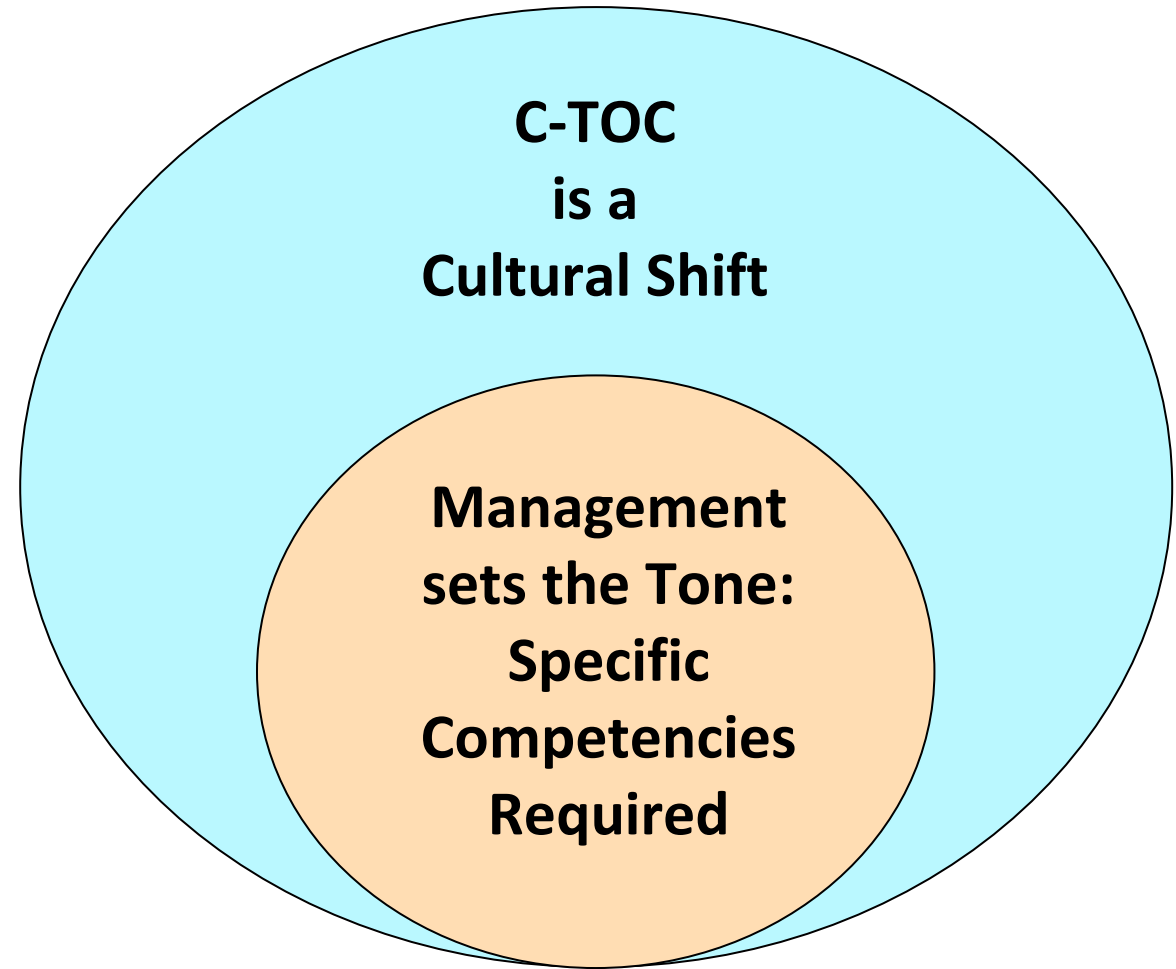 C-TOC
is a
Cultural Shift
Management
sets the Tone:
Specific
Competencies
Required